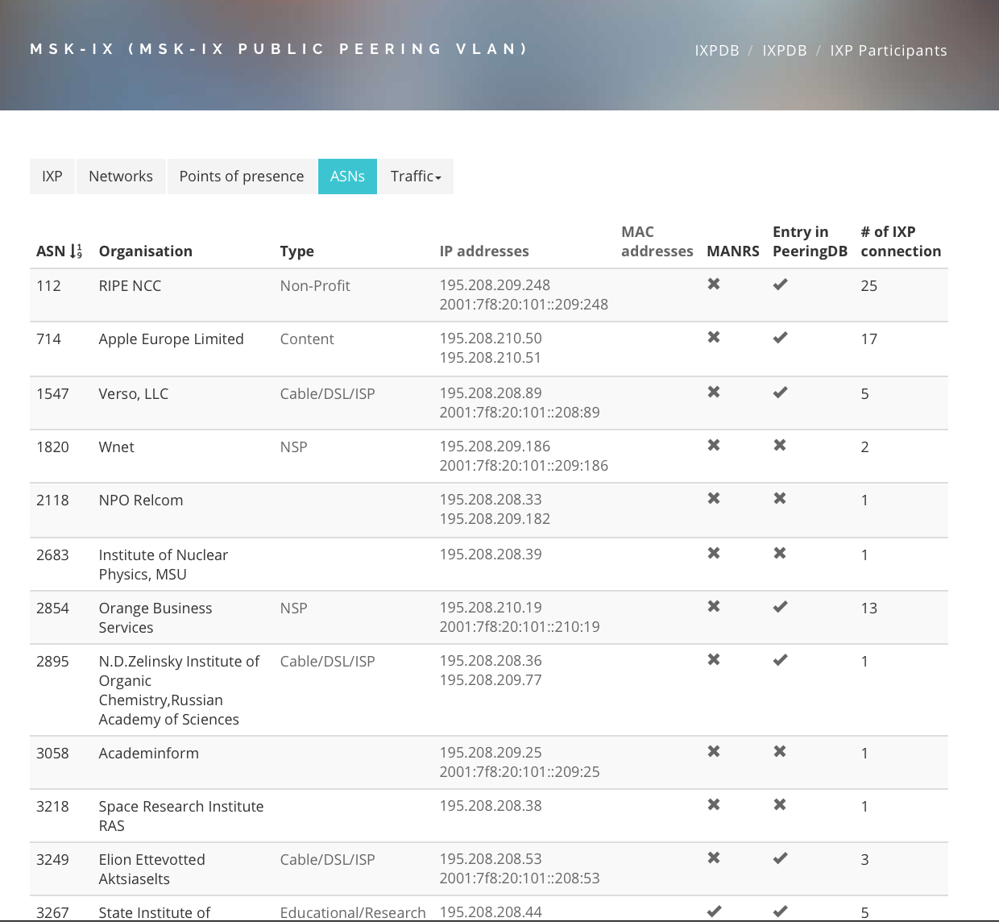 MSK-IX (MSK-IX PUBLIC PEERING VLAN)
IXPDB / IXPDB / IXP Participants
IXP Networks Points of presence ASNs Traffic
ASN Organisation Type IP addresses MAC addresses MANRS Entry in PeeringDB # of IXP connection
112 RIPE NCC Non-Profit 195.208.209.248 25
2001:7f8:20:101::209:248
714 Apple Europe Limited Content 195.208.210.50 17
195.208.210.51
1547 Verso, LLC Cable/DSL/ISP 195.208.208.89 5
2001:7f8:20:101::208:89
1820 Wnet NSP 195.208.209.186 2
2001:7f8:20:101::209:186
2118 NPO Relcom 195.208.208.33 1
195.208.209.182
2683 Institute of Nuclear 195.208.208.39 1
Physics, MSU
2854 Orange Business NSP 195.208.210.19 13
Services 2001:7f8:20:101::210:19
2895 N.D.Zelinsky Institute of Cable/DSL/ISP 195.208.208.36 1
Organic 195.208.209.77
Chemistry,Russian
Academy of Sciences
3058 Academinform 195.208.209.25 1
2001:7f8:20:101::209:25
3218 Space Research Institute 195.208.208.38 1
RAS
3249 Elion Ettevotted Cable/DSL/ISP 195.208.208.53 3
Aktsiaselts 2001:7f8:20:101::208:53
3267 State Institute of Educational/Research 195.208.208.44 5